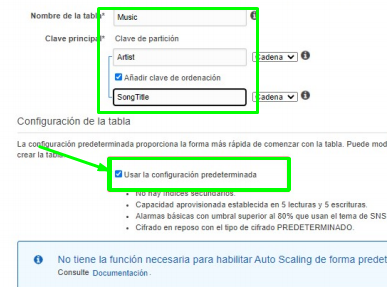 Nombre de la tabla* Music
Clave principal* Clave de partición
Artist Cadena
Añadir clave de ordenación
SongTitle Cadena
Configuración de la tabla
La configuración predeterminada proporciona la forma más rápida de comenzar con la tabla. Puede mod
crear la tabla
Usar la configuración predeterminada
No hay índices secundarios.
Capacidad aprovisionada establecida en 5 lecturas y 5 escrituras.
Alarmas básicas con umbral superior al 80% que usan el tema de SNS
Cifrado en reposo con el tipo de cifrado PREDETERMINADO.
No tiene la función necesaria para habilitar Auto Scaling de forma predet
Consulte Documentación.